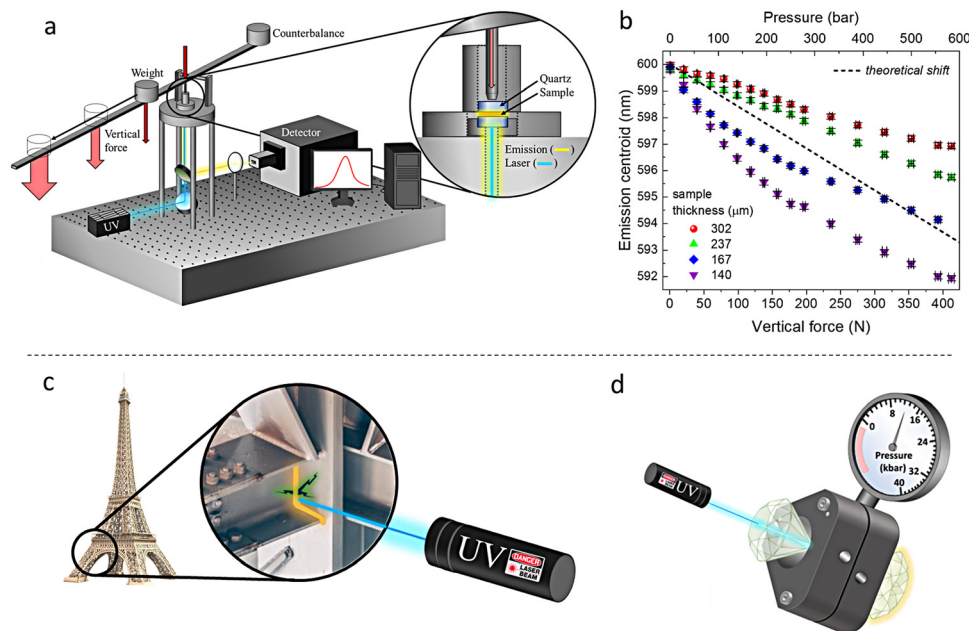 a
Counterbalance
Weight
Vertical
force
Detector
UV
Quartz
Sample
Emission ( )
Laser ( )
b
Pressure (bar)
0 100 200 300 400 500 600
theoretical shift
600
599
598
597
596
595
594
593
592
Emission centroid (nm)
sample
thickness (μm)
302
237
167
140
0 50 100 150 200 250 300 350 400
Vertical force (N)
c
UV
DANGER
LASER
BEAM
d
UV
0 8 16 24 32 40
Pressure
(kbar)